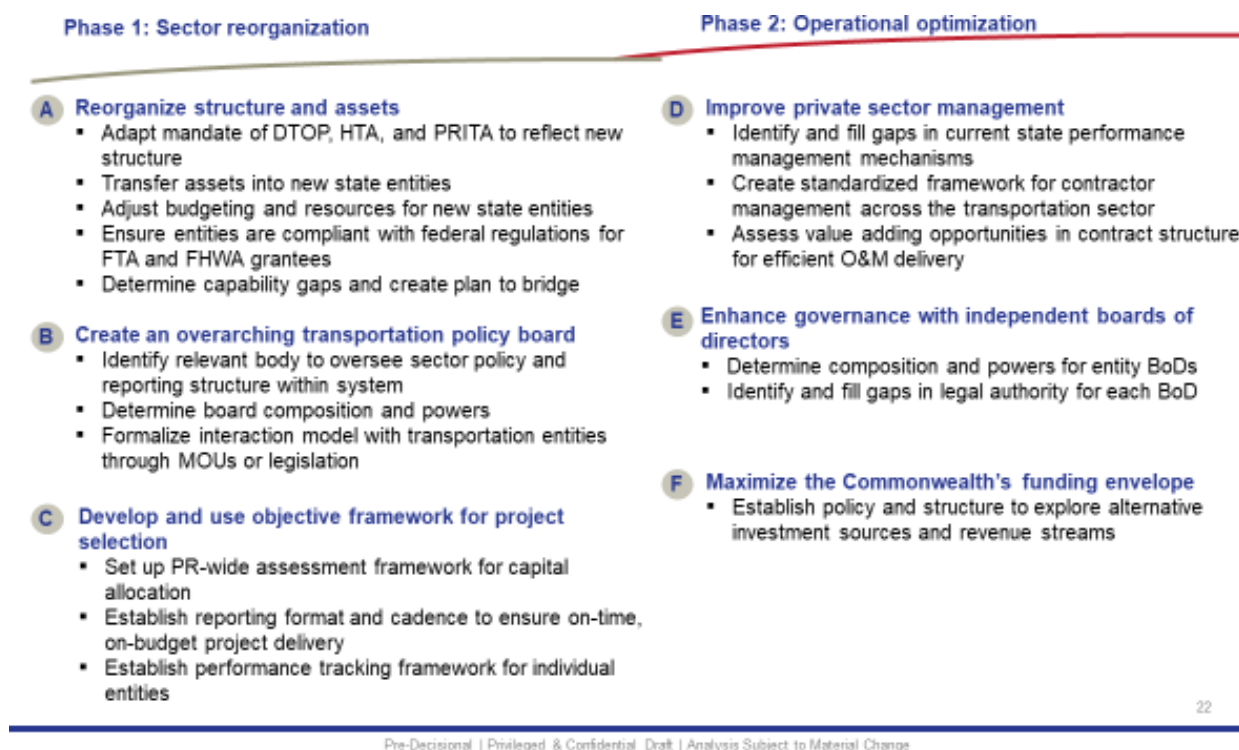 Phase 1: Sector reorganization
A Reorganize structure and assets
▪ Adapt mandate of DTOP, HTA, and PRITA to reflect new
structure
▪ Transfer assets into new state entities
▪ Adjust budgeting and resources for new state entities
▪ Ensure entities are compliant with federal regulations for
FTA and FHWA grantees
▪ Determine capability gaps and create plan to bridge
B Create an overarching transportation policy board
▪ Identify relevant body to oversee sector policy and
reporting structure within system
▪ Determine board composition and powers
▪ Formalize interaction model with transportation entities
through MOUs or legislation
C Develop and use objective framework for project
selection
▪ Set up PR-wide assessment framework for capital
allocation
▪ Establish reporting format and cadence to ensure on-time,
on-budget project delivery
▪ Establish performance tracking framework for individual
entities
Phase 2: Operational optimization
D Improve private sector management
▪ Identify and fill gaps in current state performance
management mechanisms
▪ Create standardized framework for contractor
management across the transportation sector
▪ Assess value adding opportunities in contract structure
for efficient O&M delivery
E Enhance governance with independent boards of
directors
▪ Determine composition and powers for entity BoDs
▪ Identify and fill gaps in legal authority for each BoD
F Maximize the Commonwealth's funding envelope
▪ Establish policy and structure to explore alternative
investment sources and revenue streams
22
Pre-Decisional | Privileged & Confidential Draft | Analysis Subject to Material Change